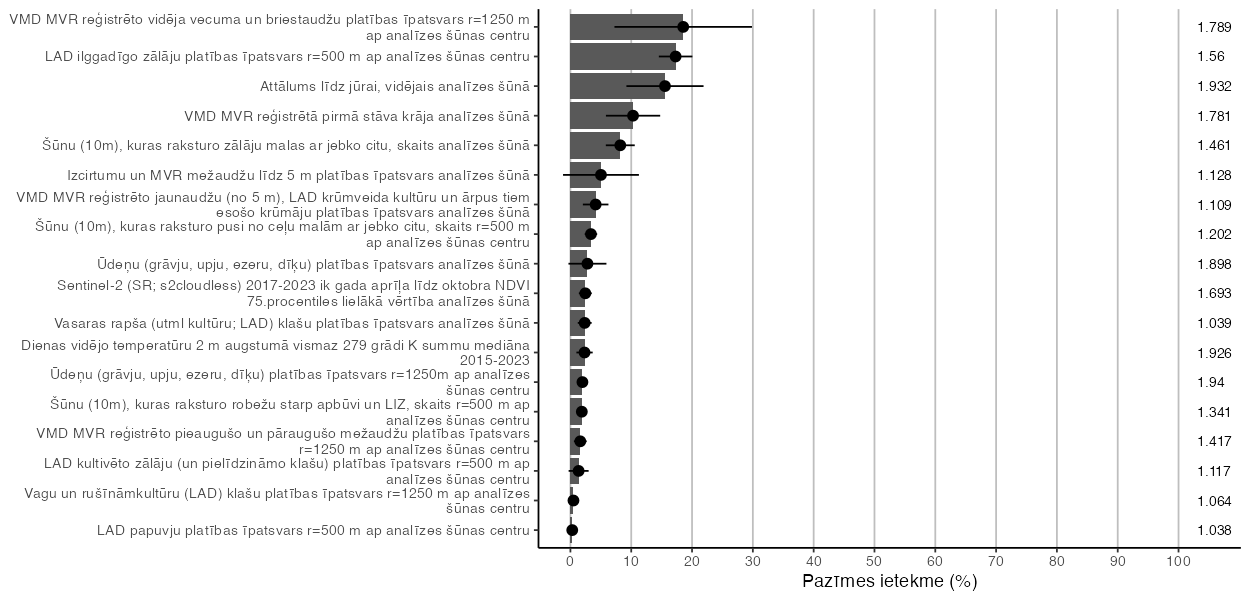 VMD MVR reģistrēto vidēja vecuma un briestaudžu platības īpatsvars r=1250 m
ap analīzes šūnas centru
1.789
LAD ilggadīgo zālāju platības īpatsvars r=500 m ap analīzes šūnas centru
1.56
Attālums līdz jūrai, vidējais analīzes šūnā
1.932
VMD MVR reģistrētā pirmā stāva krāja analīzes šūnā
1.781
Šūnu (10m), kuras raksturo zālāju malas ar jebko citu, skaits analīzes šūnā
1.461
Izcirtumu un MVR mežaudžu līdz 5 m platības īpatsvars analīzes šūnā
1.128
VMD MVR reģistrēto jaunaudžu (no 5 m), LAD krūmveida kultūru un ārpus tiem
esošo krūmāju platības īpatsvars analīzes šūnā
1.109
Šūnu (10m), kuras raksturo pusi no ceļu malām ar jebko citu, skaits r=500 m
ap analīzes šūnas centru
1.202
Ūdeņu (grāvju, upju, ezeru, dīķu) platības īpatsvars analīzes šūnā
1.898
Sentinel-2 (SR; s2cloudless) 2017-2023 ik gada aprīļa līdz oktobra NDVI
75.procentiles lielākā vērtība analīzes šūnā
1.693
Vasaras rapša (utml kultūru; LAD) klašu platības īpatsvars analīzes šūnā
1.039
Dienas vidējo temperatūru 2 m augstumā vismaz 279 grādi K summu mediāna
2015-2023
1.926
Ūdeņu (grāvju, upju, ezeru, dīķu) platības īpatsvars r=1250m ap analīzes
šūnas centru
1.94
Šūnu (10m), kuras raksturo robežu starp apbūvi un LIZ, skaits r=500 m ap
analīzes šūnas centru
1.341
VMD MVR reģistrēto pieaugušo un pāraugušo mežaudžu platības īpatsvars
r=1250 m ap analīzes šūnas centru
1.417
LAD kultivēto zālāju (un pielīdzināmo klašu) platības īpatsvars r=500 m ap
analīzes šūnas centru
1.117
Vagu un rušīnāmkultūru (LAD) klašu platības īpatsvars r=1250 m ap analīzes
šūnas centru
1.064
LAD papuvju platības īpatsvars r=500 m ap analīzes šūnas centru
1.038
0 10 20 30 40 50 60 70 80 90 100
Pazīmes ietekme (%)